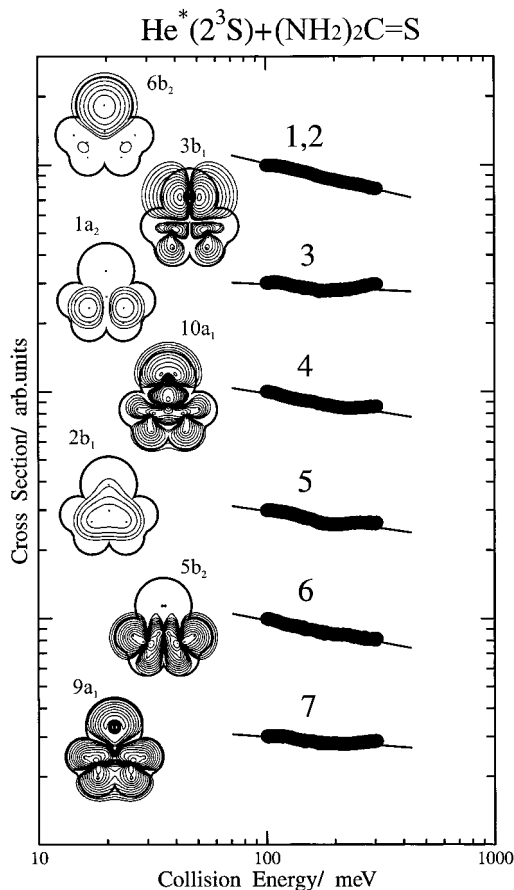 He*(2³S)+(NH₂)₂C=S
6b₂
3b₁
1,2
1a₂
3
10a₁
4
2b₁
5
5b₂
6
9a₁
7
Cross Section/ arb.units
10 100 1000
Collision Energy/ meV